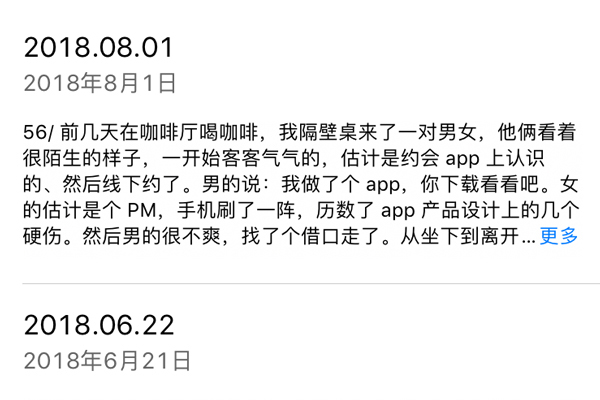 2018.08.01
2018年8月1日
56/ 前几天在咖啡厅喝咖啡，我隔壁桌来了一对男女，他俩看着
很陌生的样子，一开始客客气气的，估计是约会 app 上认识
的、然后线下约了。男的说：我做了个 app，你下载看看吧。女
的估计是个 PM，手机刷了一阵，历数了 app 产品设计上的几个
硬伤。然后男的很不爽，找了个借口走了。从坐下到离开... 更多
2018.06.22
2018年6月21日